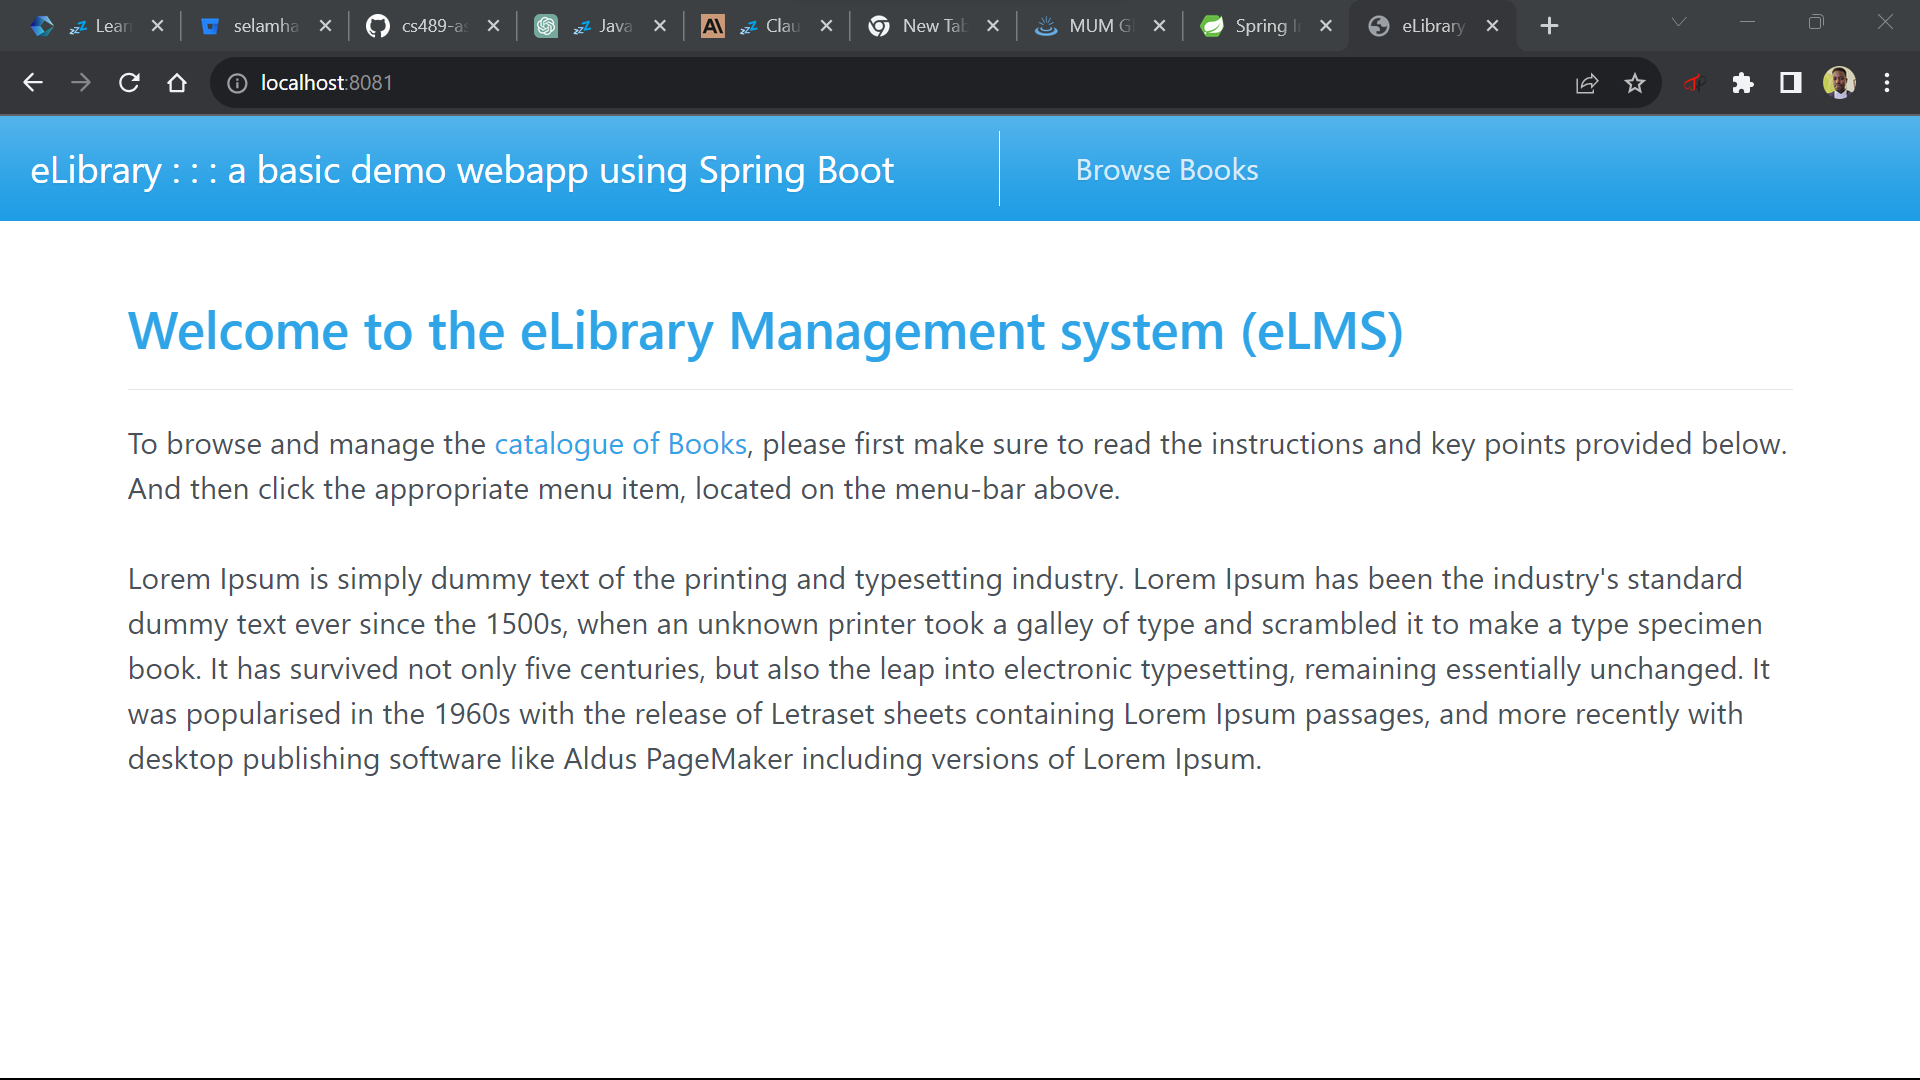 Lear
selamha
cs489-as
Java
Clau
New Tab
MUM G
Spring I
eLibrary
localhost:8081
eLibrary : : : a basic demo webapp using Spring Boot
Browse Books
Welcome to the eLibrary Management system (eLMS)
To browse and manage the catalogue of Books, please first make sure to read the instructions and key points provided below.
And then click the appropriate menu item, located on the menu-bar above.
Lorem Ipsum is simply dummy text of the printing and typesetting industry. Lorem Ipsum has been the industry's standard
dummy text ever since the 1500s, when an unknown printer took a galley of type and scrambled it to make a type specimen
book. It has survived not only five centuries, but also the leap into electronic typesetting, remaining essentially unchanged. It
was popularised in the 1960s with the release of Letraset sheets containing Lorem Ipsum passages, and more recently with
desktop publishing software like Aldus PageMaker including versions of Lorem Ipsum.